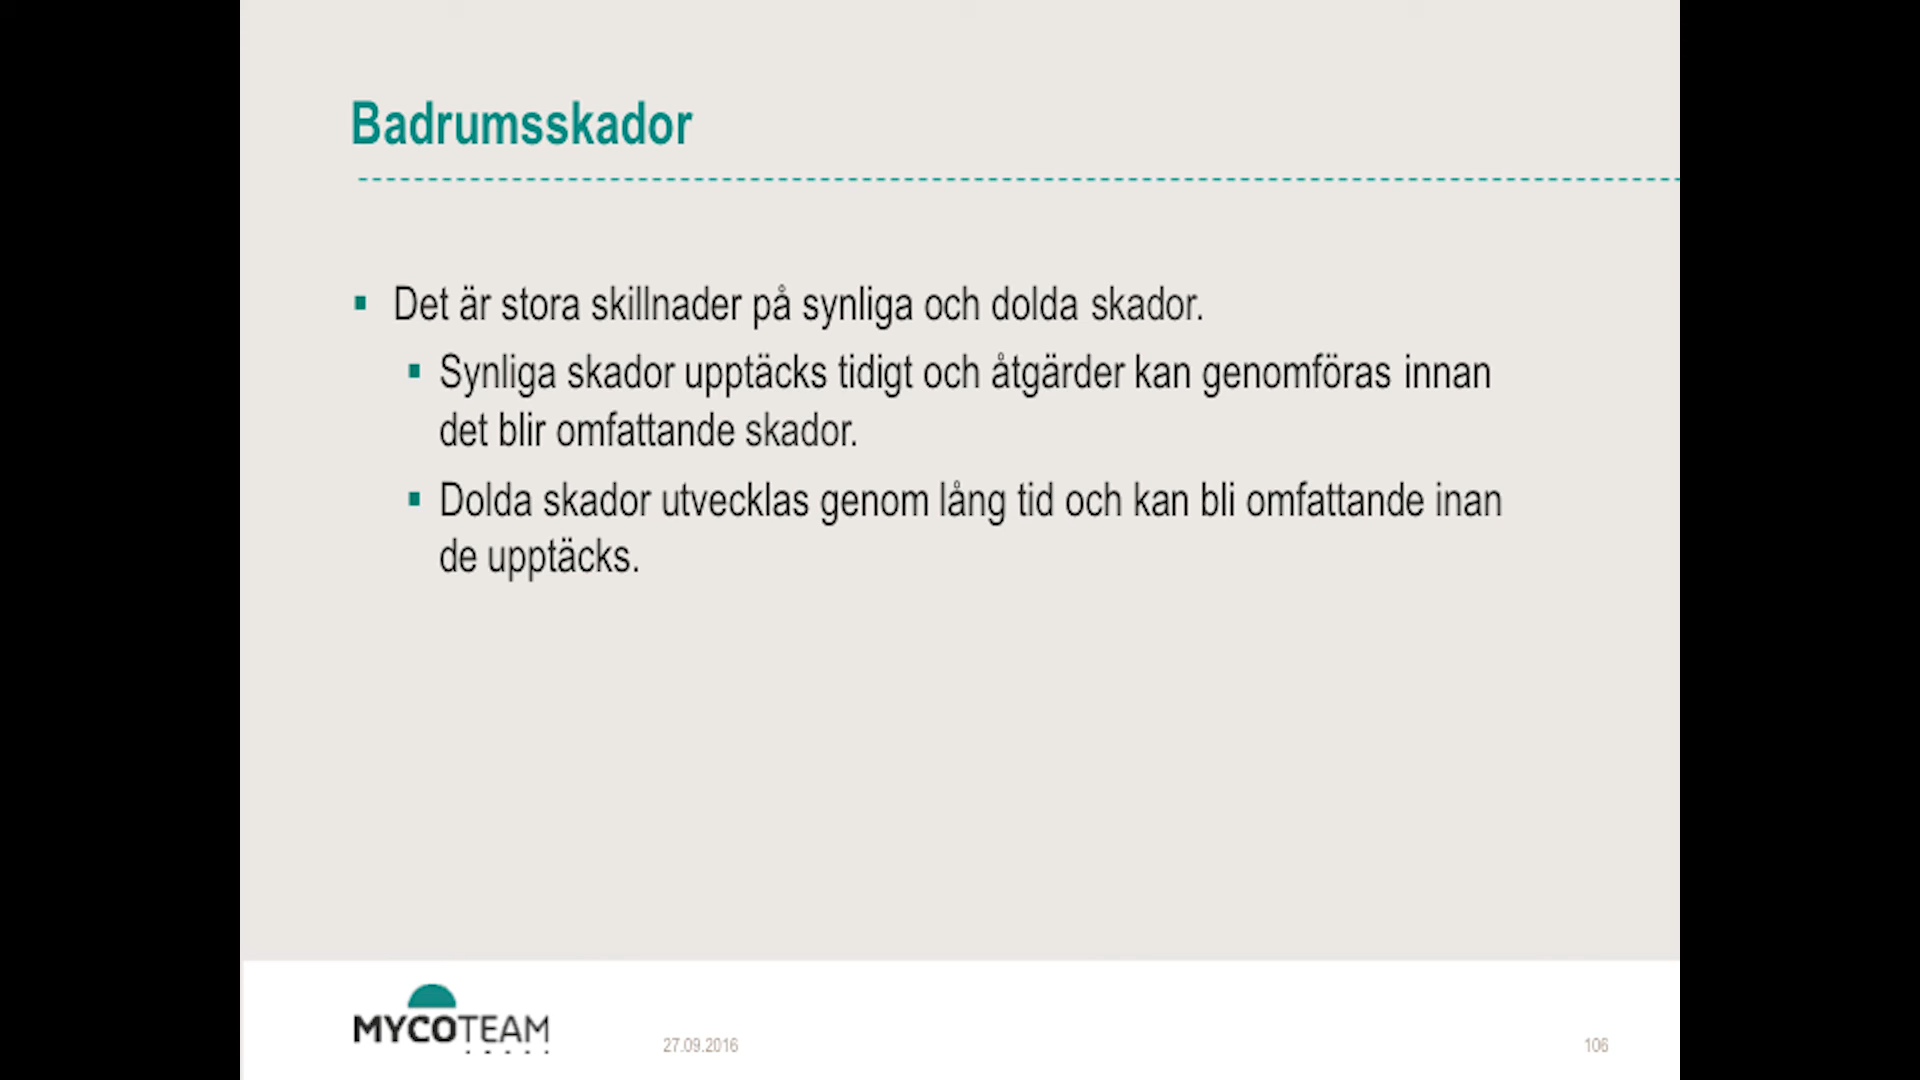 Badrumsskador
Det är stora skillnader på synliga och dolda skador.
Synliga skador upptäcks tidigt och åtgärder kan genomföras innan
det blir omfattande skador.
Dolda skador utvecklas genom lång tid och kan bli omfattande inan
de upptäcks.
MYCOTEAM
27.09.2016
106